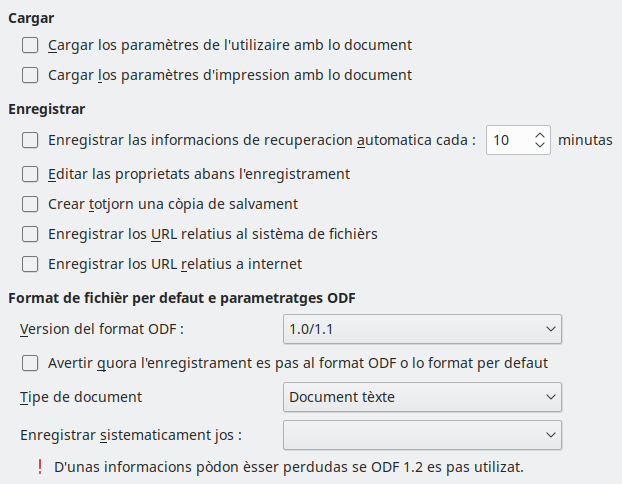 Cargar
Cargar los paramètres de l'utilizaire amb lo document
Cargar los paramètres d'impression amb lo document
Enregistrar
Enregistrar las informacions de recuperacion automatica cada : 10 minutas
Editar las proprietats abans l'enregistrament
Crear totjorn una còpia de salvament
Enregistrar los URL relatius al sistèma de fichièrs
Enregistrar los URL relatius a internet
Format de fichièr per defaut e parametratges ODF
Version del format ODF : 1.0/1.1
Avertir quora l'enregistrament es pas al format ODF o lo format per defaut
Tipe de document Document tèxte
Enregistrar sistematicament jos :
! D'unas informacions pòdon èsser perdudas se ODF 1.2 es pas utilizat.